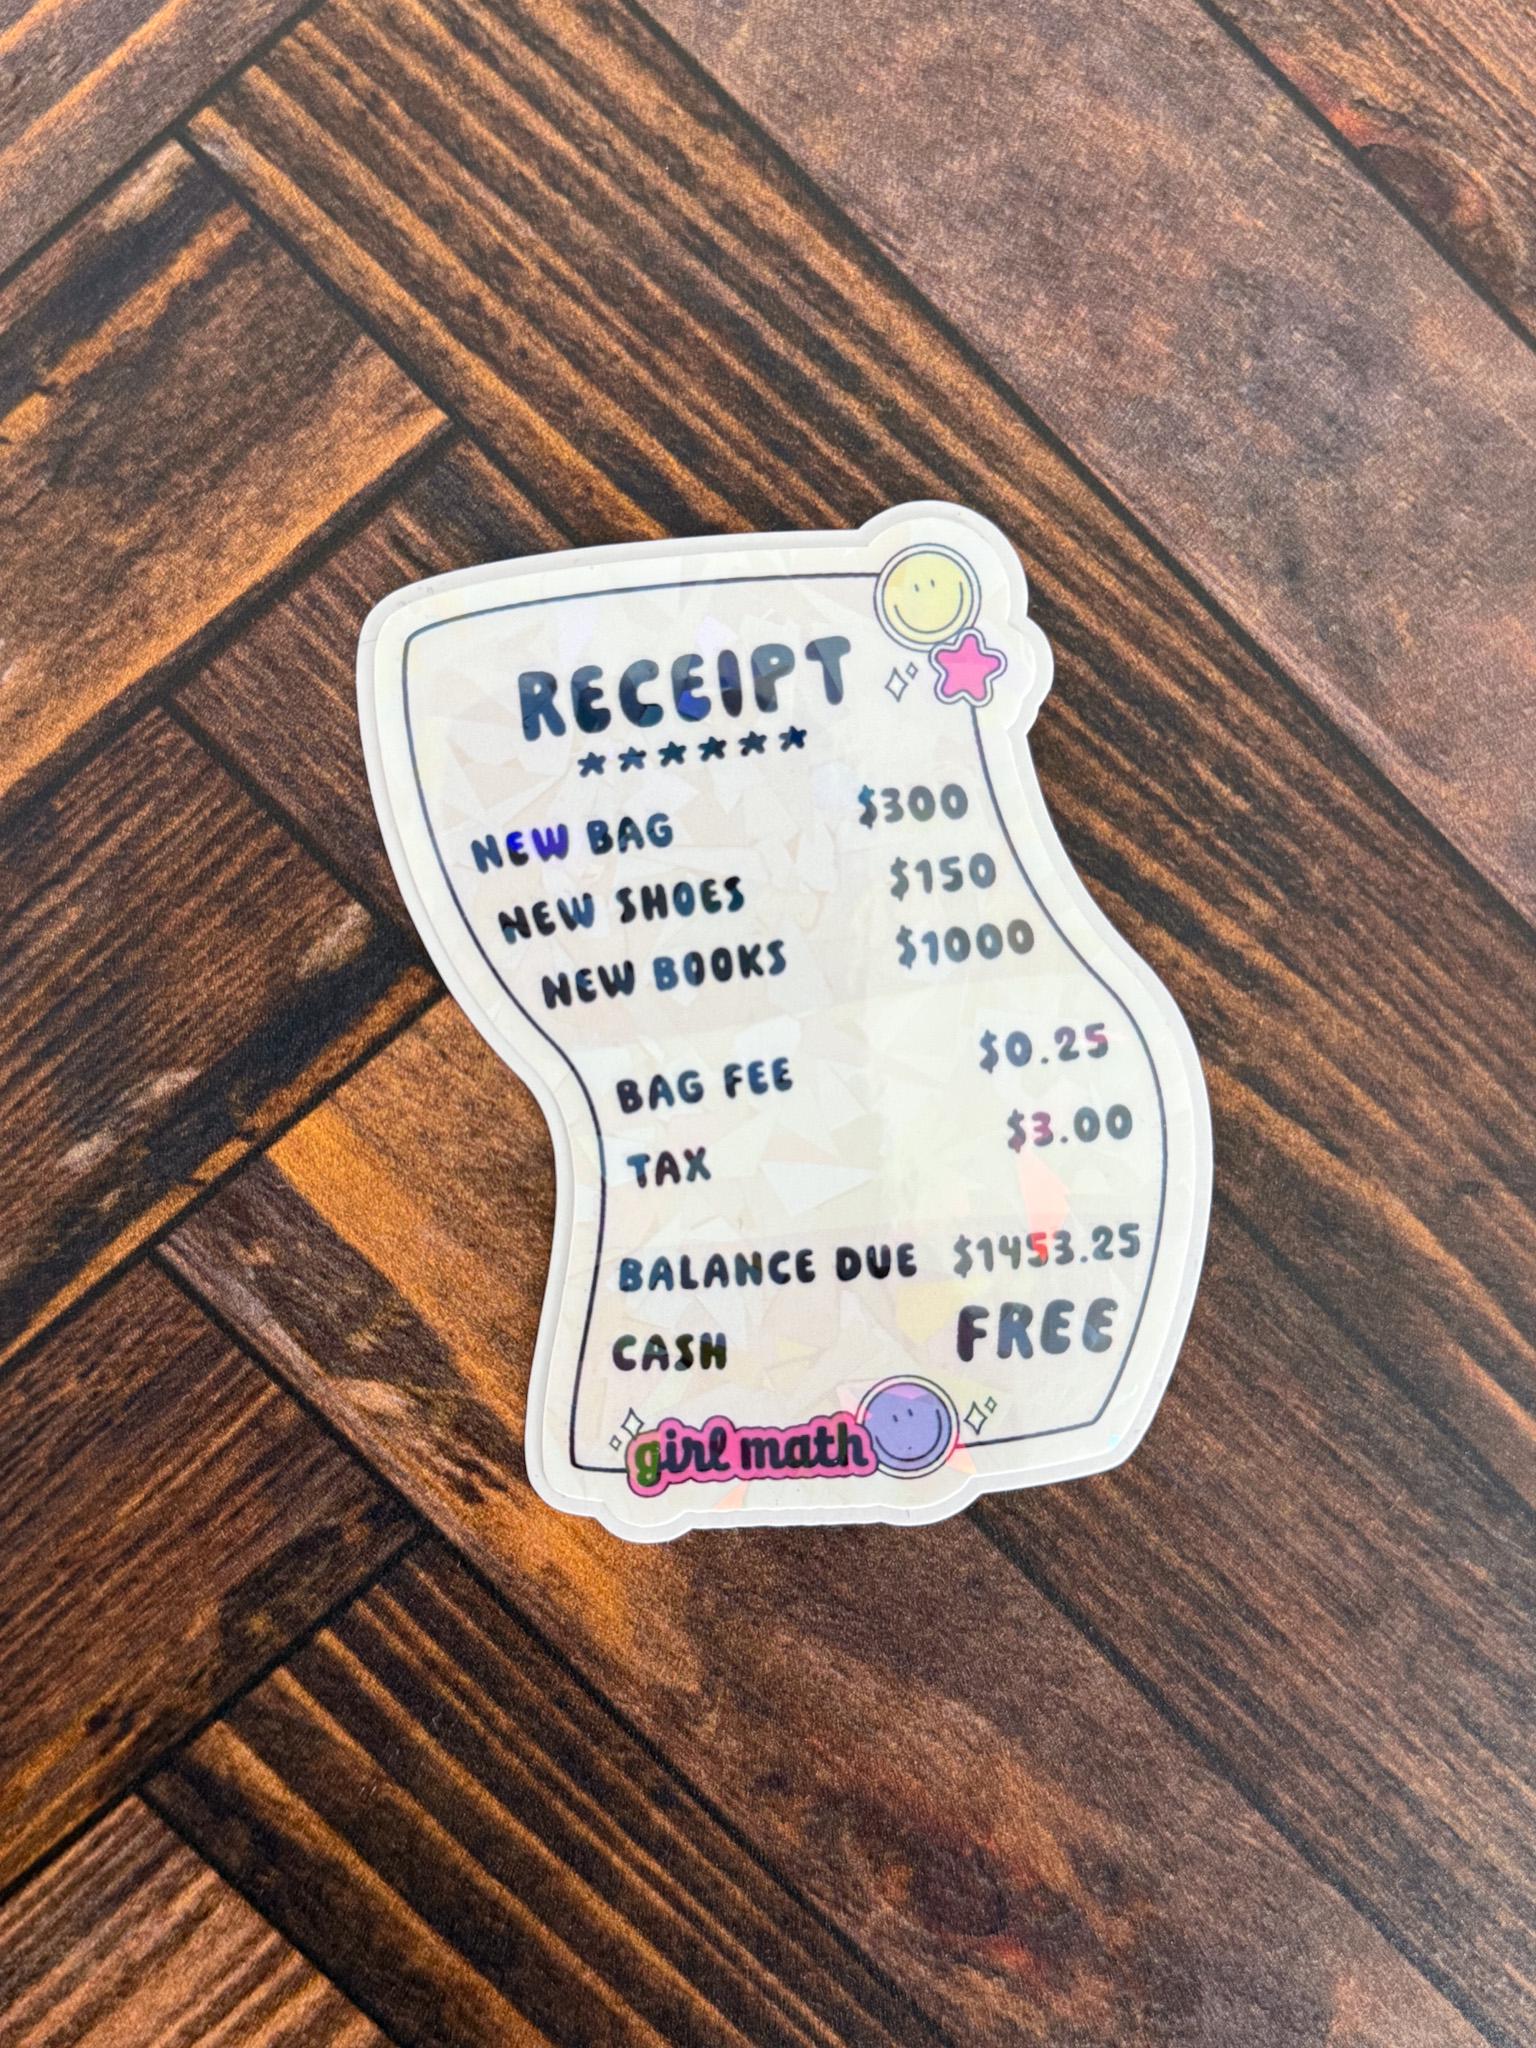 RECEIPT
******
NEW BAG $300
NEW SHOES $150
NEW BOOKS $1000
BAG FEE $0.25
TAX $3.00
BALANCE DUE $1453.25
CASH FREE
girl math